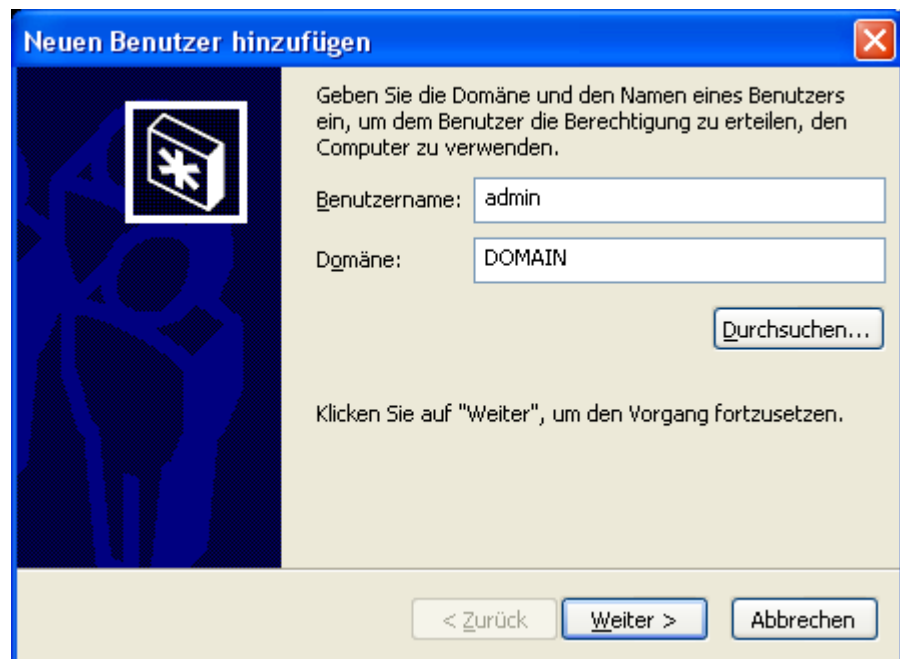 Neuen Benutzer hinzufügen
Geben Sie die Domäne und den Namen eines Benutzers
ein, um dem Benutzer die Berechtigung zu erteilen, den
Computer zu verwenden.
Benutzername: admin
Domäne: DOMAIN
Durchsuchen...
Klicken Sie auf "Weiter", um den Vorgang fortzusetzen.
< Zurück Weiter > Abbrechen